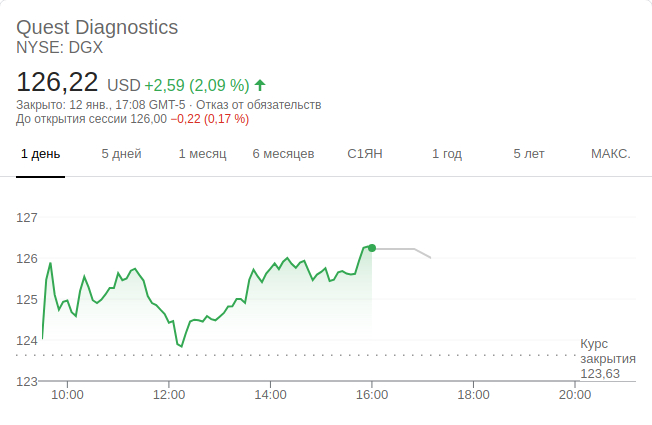 Quest Diagnostics
NYSE: DGX
126,22 USD +2,59 (2,09 %)
Закрыто: 12 янв., 17:08 GMT-5 · Отказ от обязательств
До открытия сессии 126,00 −0,22 (0,17 %)
1 день 5 дней 1 месяц 6 месяцев С1ЯН 1 год 5 лет МАКС.
127
126
125
124
Курс
закрытия
123,63
123
10:00 12:00 14:00 16:00 18:00 20:00